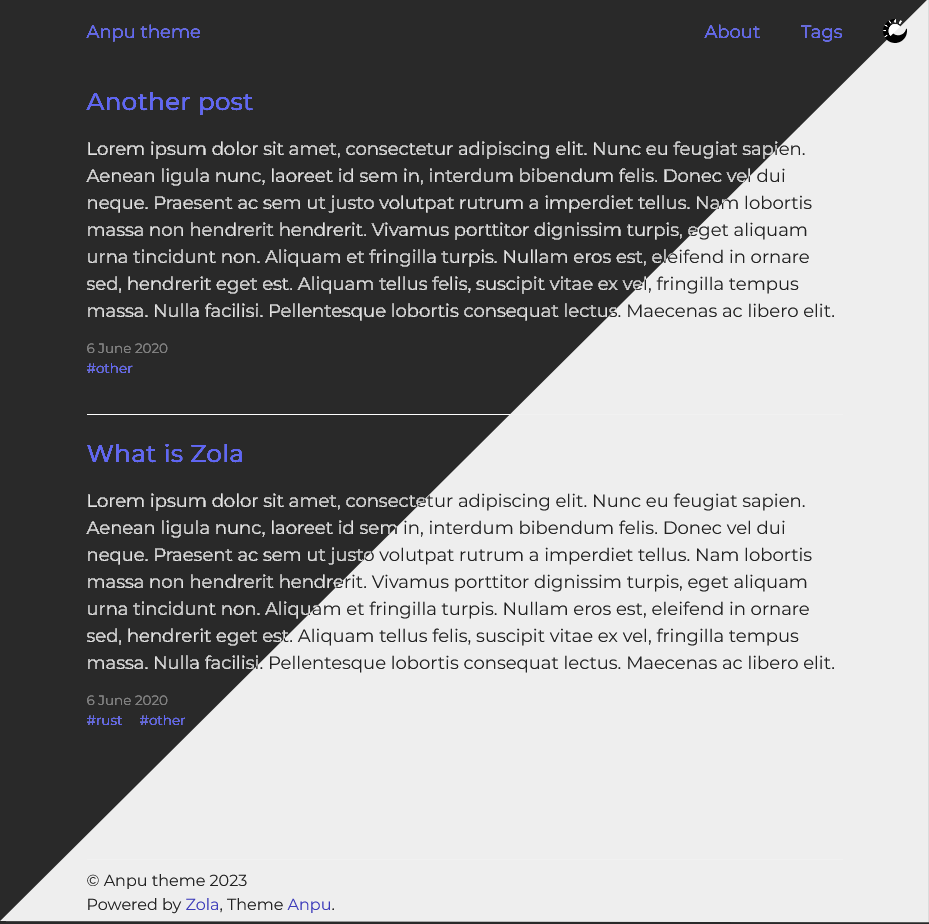 Anpu theme About Tags
Another post
Lorem ipsum dolor sit amet, consectetur adipiscing elit. Nunc eu feugiat sapien.
Aenean ligula nunc, laoreet id sem in, interdum bibendum felis. Donec vel dui
neque. Praesent ac sem ut justo volutpat rutrum a imperdiet tellus. Nam lobortis
massa non hendrerit hendrerit. Vivamus porttitor dignissim turpis, eget aliquam
urna tincidunt non. Aliquam et fringilla turpis. Nullam eros est, eleifend in ornare
sed, hendrerit eget est. Aliquam tellus felis, suscipit vitae ex vel, fringilla tempus
massa. Nulla facilisi. Pellentesque lobortis consequat lectus. Maecenas ac libero elit.
6 June 2020
#other
What is Zola
Lorem ipsum dolor sit amet, consectetur adipiscing elit. Nunc eu feugiat sapien.
Aenean ligula nunc, laoreet id sem in, interdum bibendum felis. Donec vel dui
neque. Praesent ac sem ut justo volutpat rutrum a imperdiet tellus. Nam lobortis
massa non hendrerit hendrerit. Vivamus porttitor dignissim turpis, eget aliquam
urna tincidunt non. Aliquam et fringilla turpis. Nullam eros est, eleifend in ornare
sed, hendrerit eget est. Aliquam tellus felis, suscipit vitae ex vel, fringilla tempus
massa. Nulla facilisi. Pellentesque lobortis consequat lectus. Maecenas ac libero elit.
6 June 2020
#rust #other
© Anpu theme 2023
Powered by Zola, Theme Anpu.